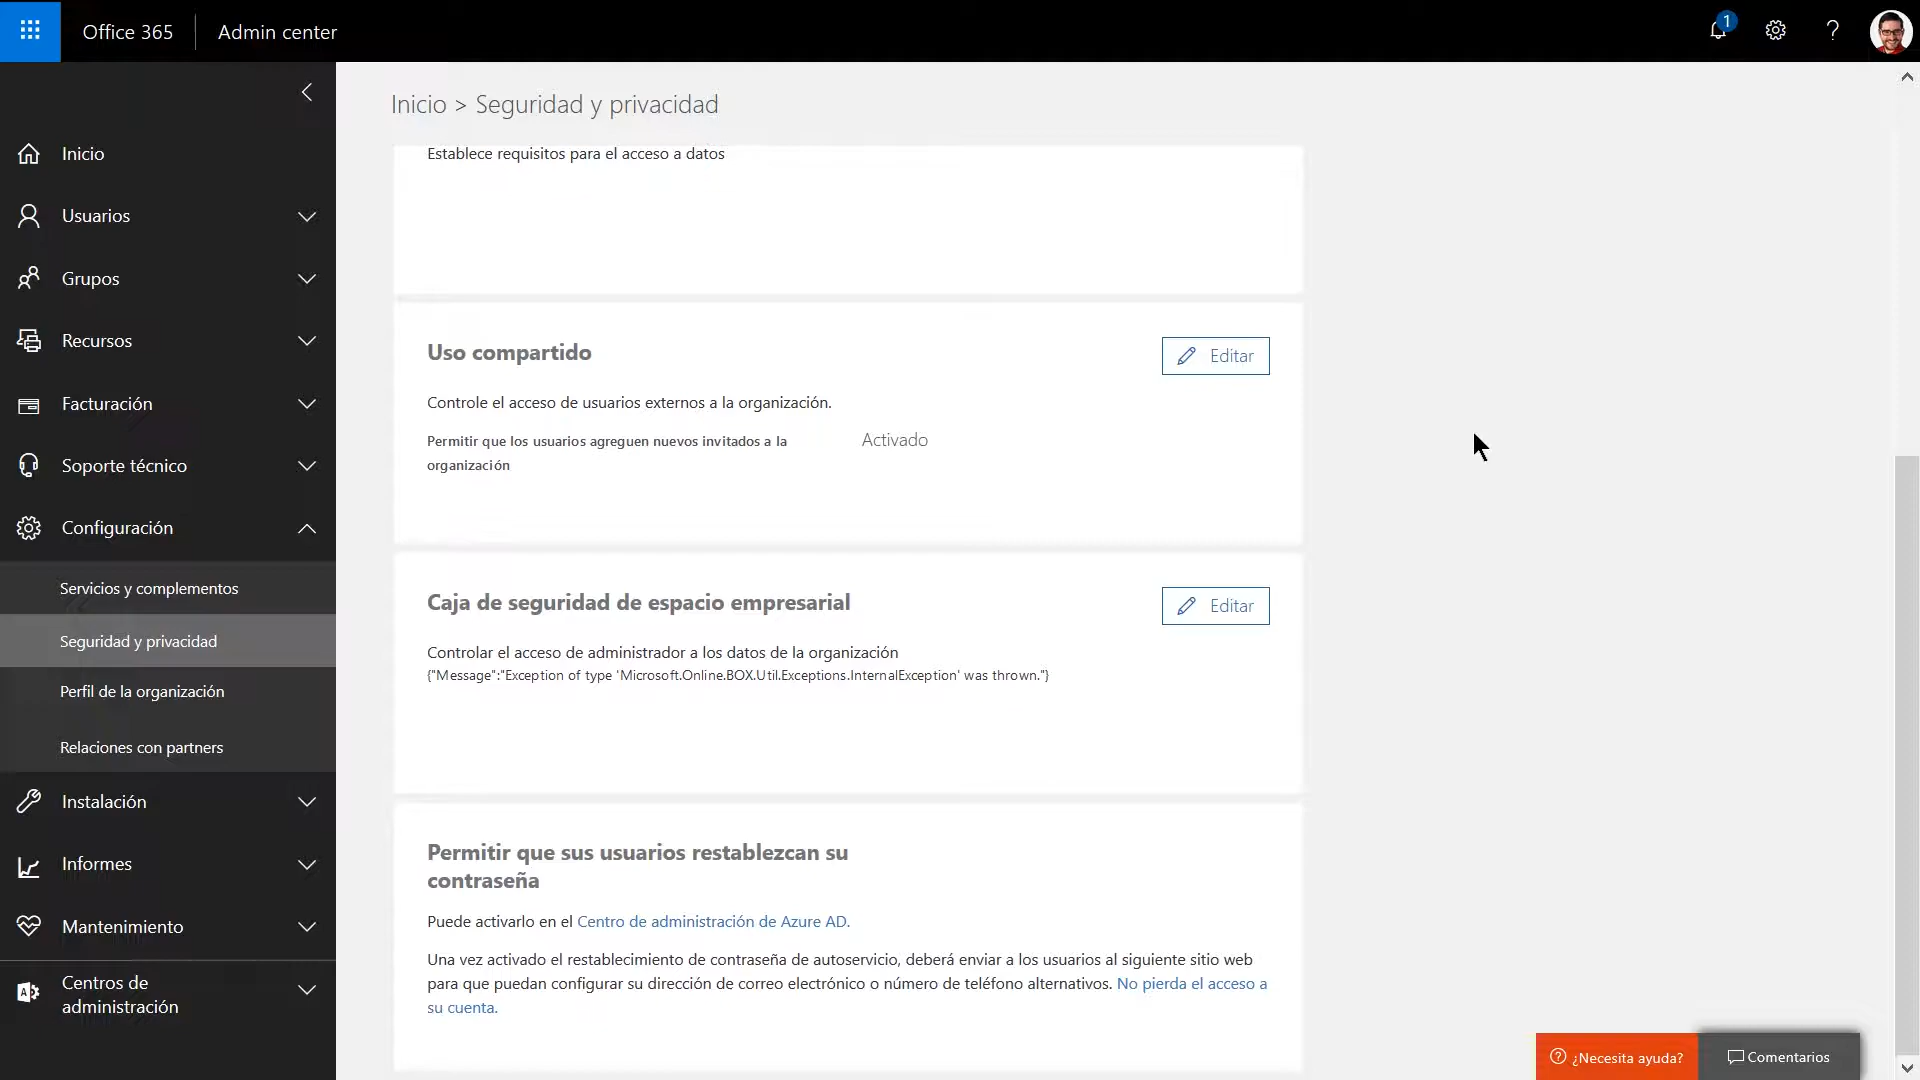 Office 365
Admin center
1
?
Inicio > Seguridad y privacidad
Inicio
Usuarios
Grupos
Recursos
Facturación
Soporte técnico
Configuración
Servicios y complementos
Seguridad y privacidad
Perfil de la organización
Relaciones con partners
Instalación
Informes
Mantenimiento
Centros de
administración
Establece requisitos para el acceso a datos
Uso compartido
Editar
Controle el acceso de usuarios externos a la organización.
Permitir que los usuarios agreguen nuevos invitados a la
organización
Activado
Caja de seguridad de espacio empresarial
Editar
Controlar el acceso de administrador a los datos de la organización
{"Message":"Exception of type 'Microsoft.Online.BOX.Util.Exceptions.InternalException' was thrown."}
Permitir que sus usuarios restablezcan su
contraseña
Puede activarlo en el Centro de administración de Azure AD.
Una vez activado el restablecimiento de contraseña de autoservicio, deberá enviar a los usuarios al siguiente sitio web
para que puedan configurar su dirección de correo electrónico o número de teléfono alternativos. No pierda el acceso a
su cuenta.
¿Necesita ayuda?
Comentarios